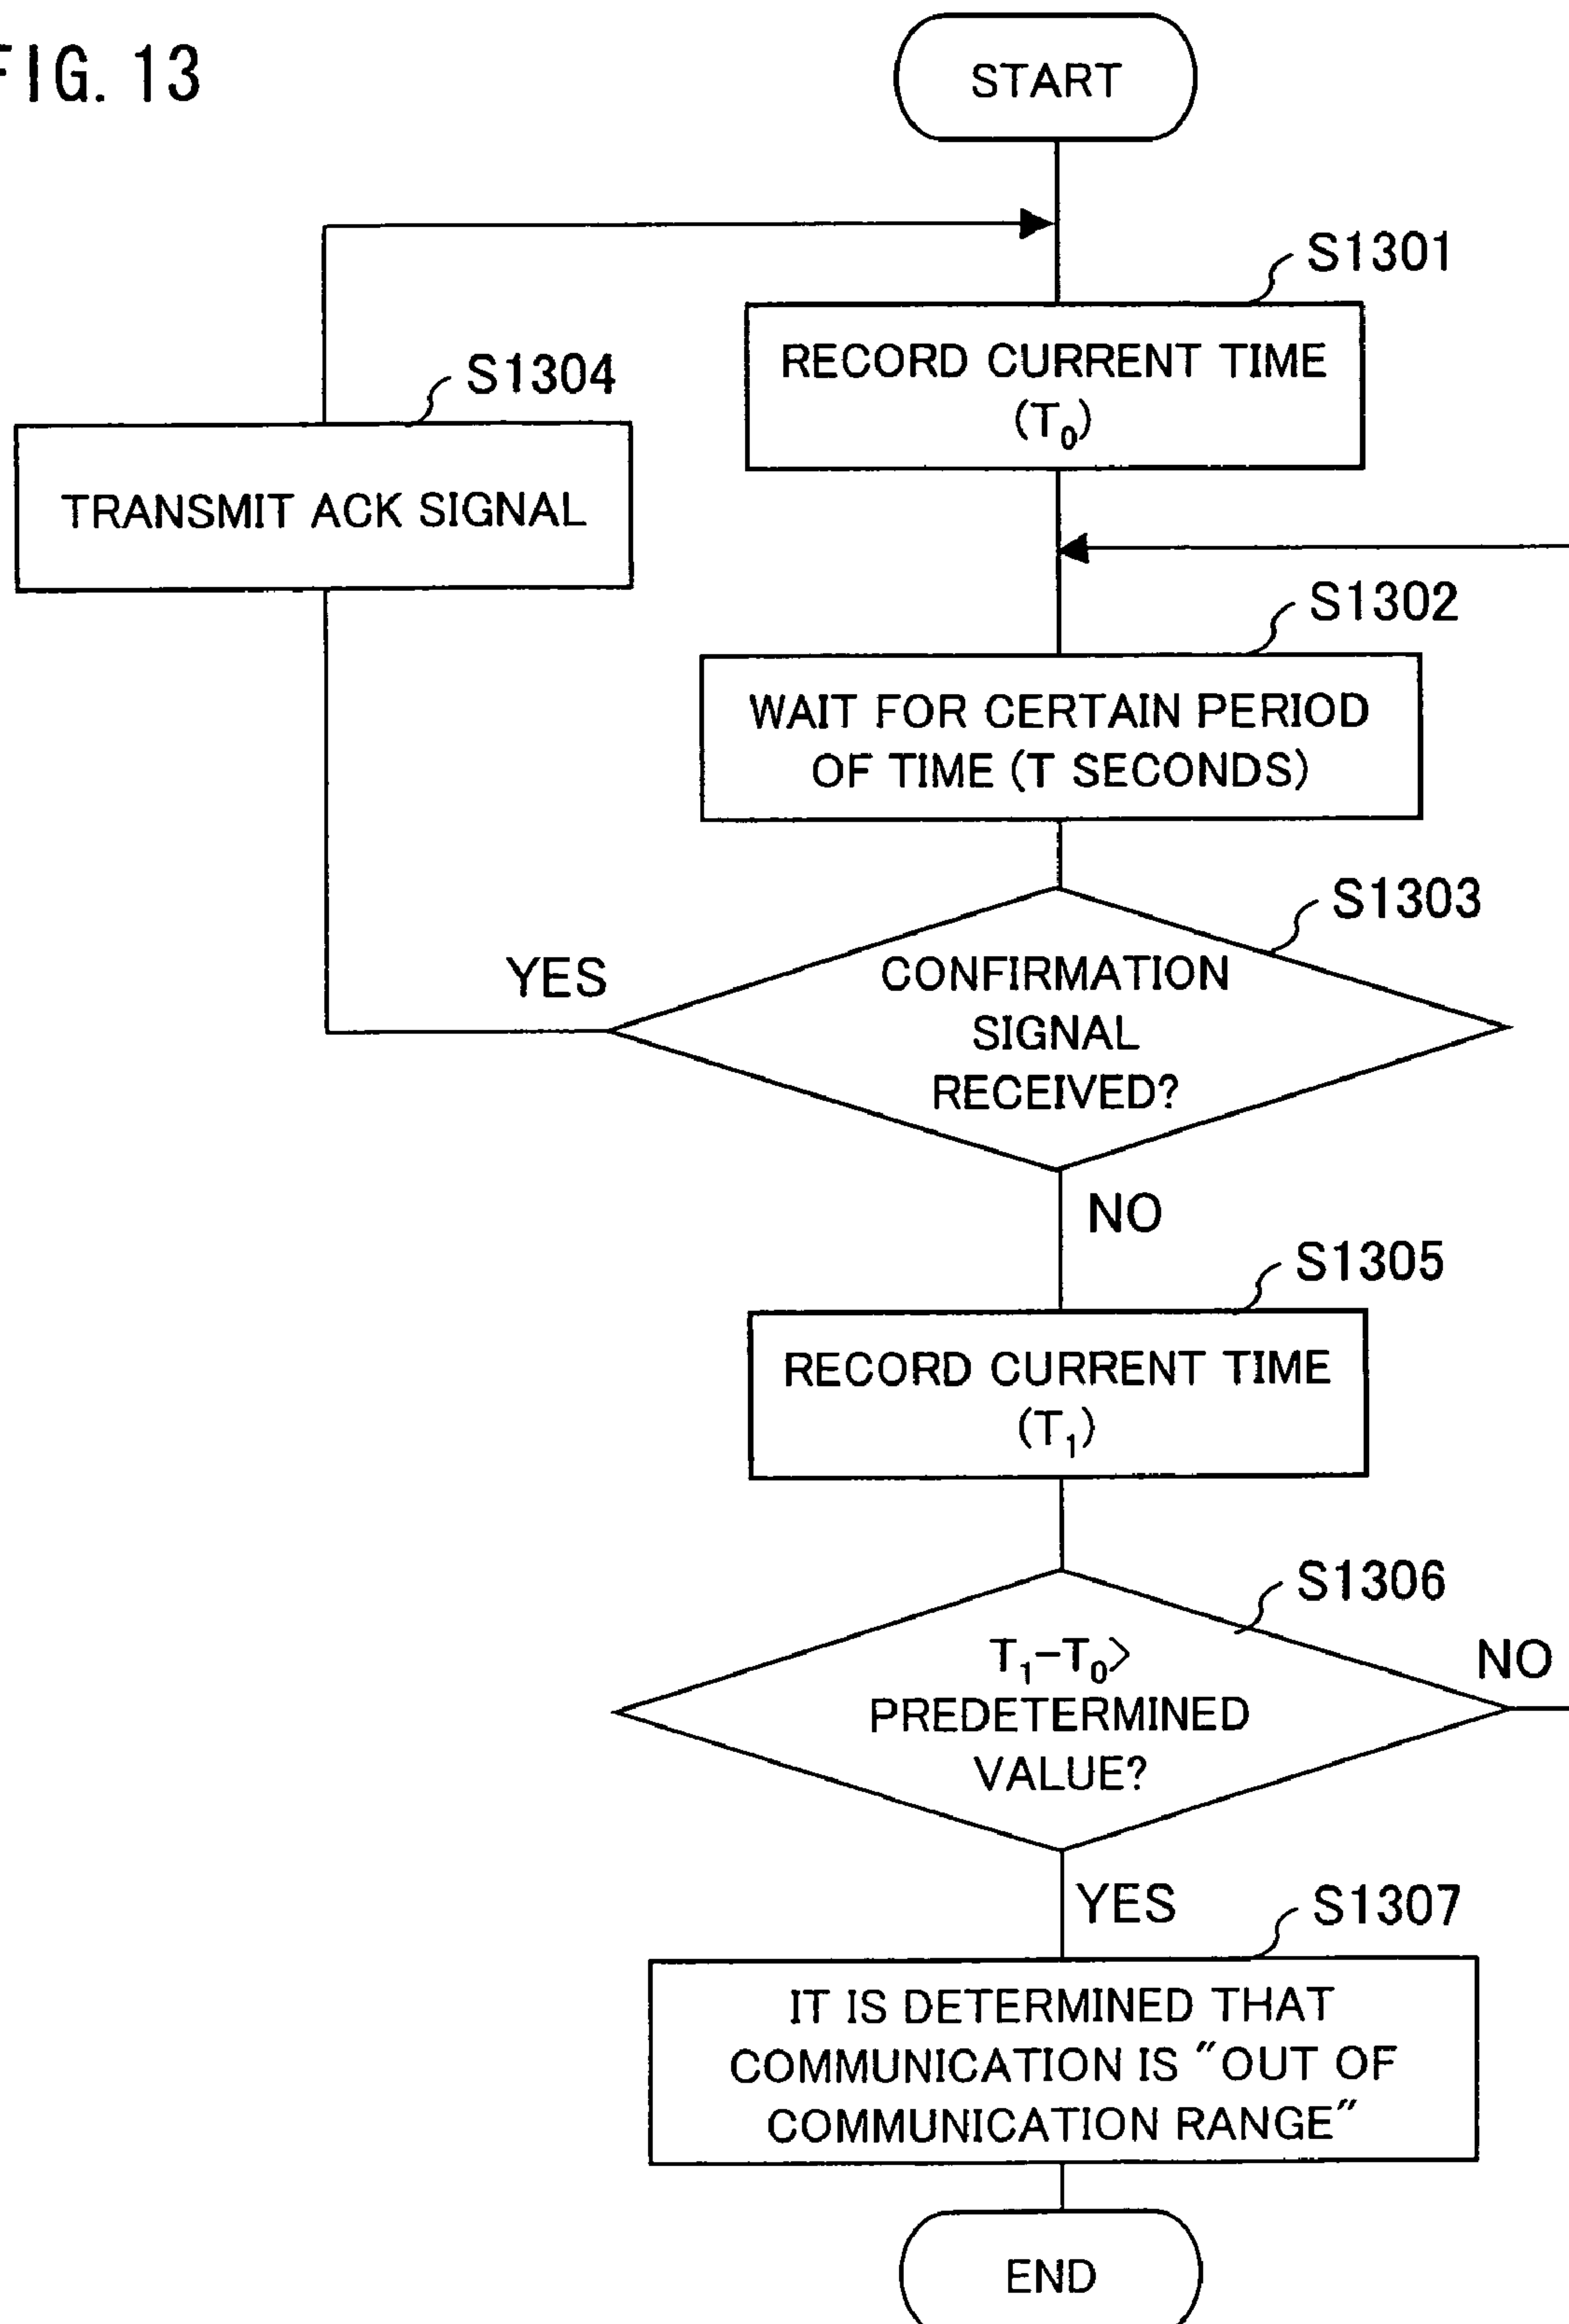 FIG. 13
START
S1301
RECORD CURRENT TIME
(T₀)
S1304
TRANSMIT ACK SIGNAL
S1302
WAIT FOR CERTAIN PERIOD
OF TIME (T SECONDS)
S1303
CONFIRMATION
SIGNAL
RECEIVED?
YES
NO
S1305
RECORD CURRENT TIME
(T₁)
S1306
T₁-T₀>
PREDETERMINED
VALUE?
NO
YES
S1307
IT IS DETERMINED THAT
COMMUNICATION IS "OUT OF
COMMUNICATION RANGE"
END